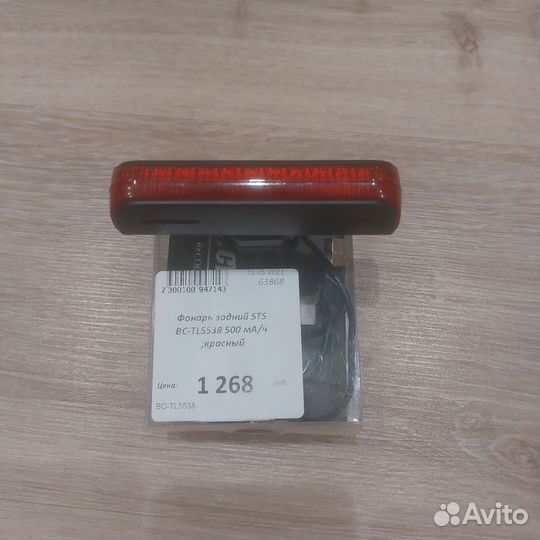 19.05.2021
2 300100 947143
63868
Фонарь задний STS
BC-TL5538 500 мА/ч
;красный
Цена:
1 268
руб.
BC-TL5538
Avito